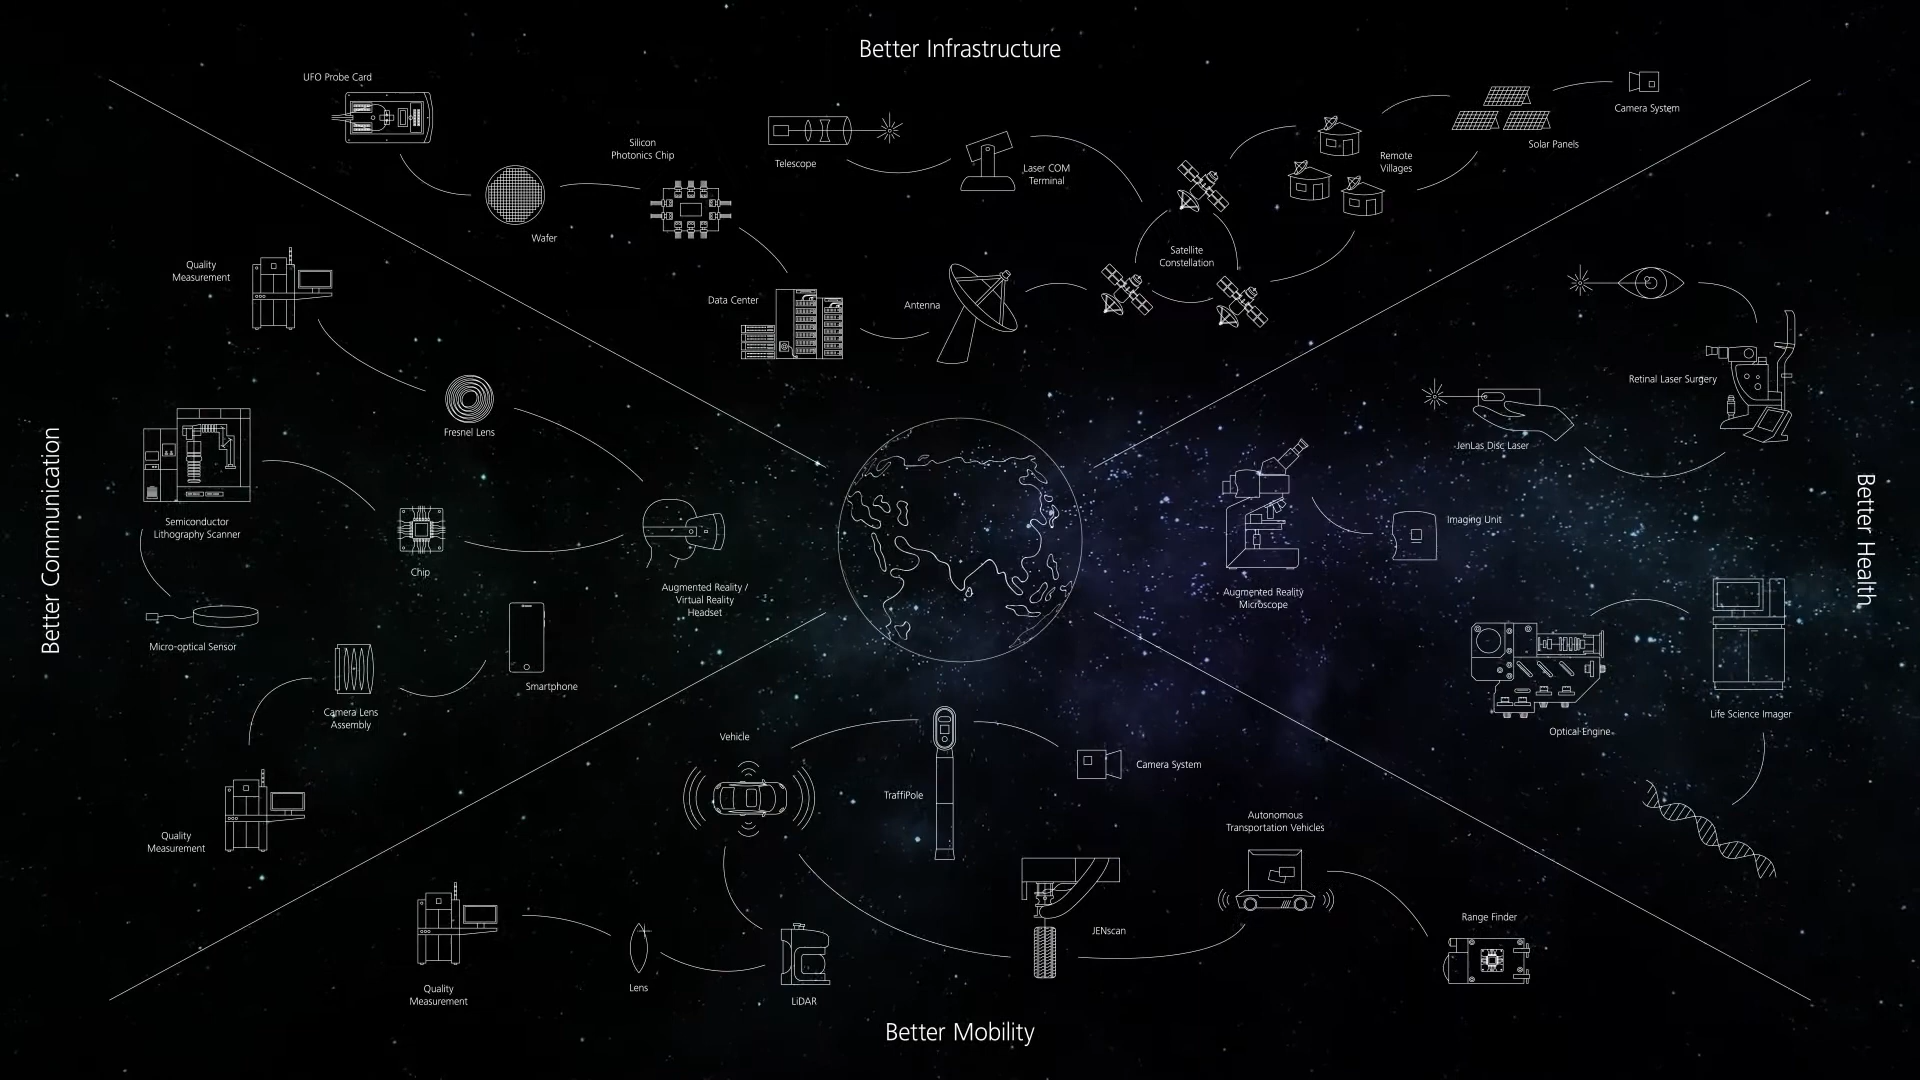 Better Infrastructure
UFO Probe Card
Wafer
Silicon
Photonics Chip
Data Center
Telescope
Laser COM
Terminal
Antenna
Satellite
Constellation
Remote
Villages
Solar Panels
Camera System
Better Communication
Quality
Measurement
Fresnel Lens
Semiconductor
Lithography Scanner
Chip
Augmented Reality /
Virtual Reality
Headset
Micro-optical Sensor
Camera Lens
Assembly
Smartphone
Quality
Measurement
Better Health
Retinal Laser Surgery
JenLas Disc Laser
Augmented Reality
Microscope
Imaging Unit
Optical Engine
Life Science Imager
Vehicle
TraffiPole
Camera System
Autonomous
Transportation Vehicles
JENscan
Range Finder
Quality
Measurement
Lens
LiDAR
Better Mobility